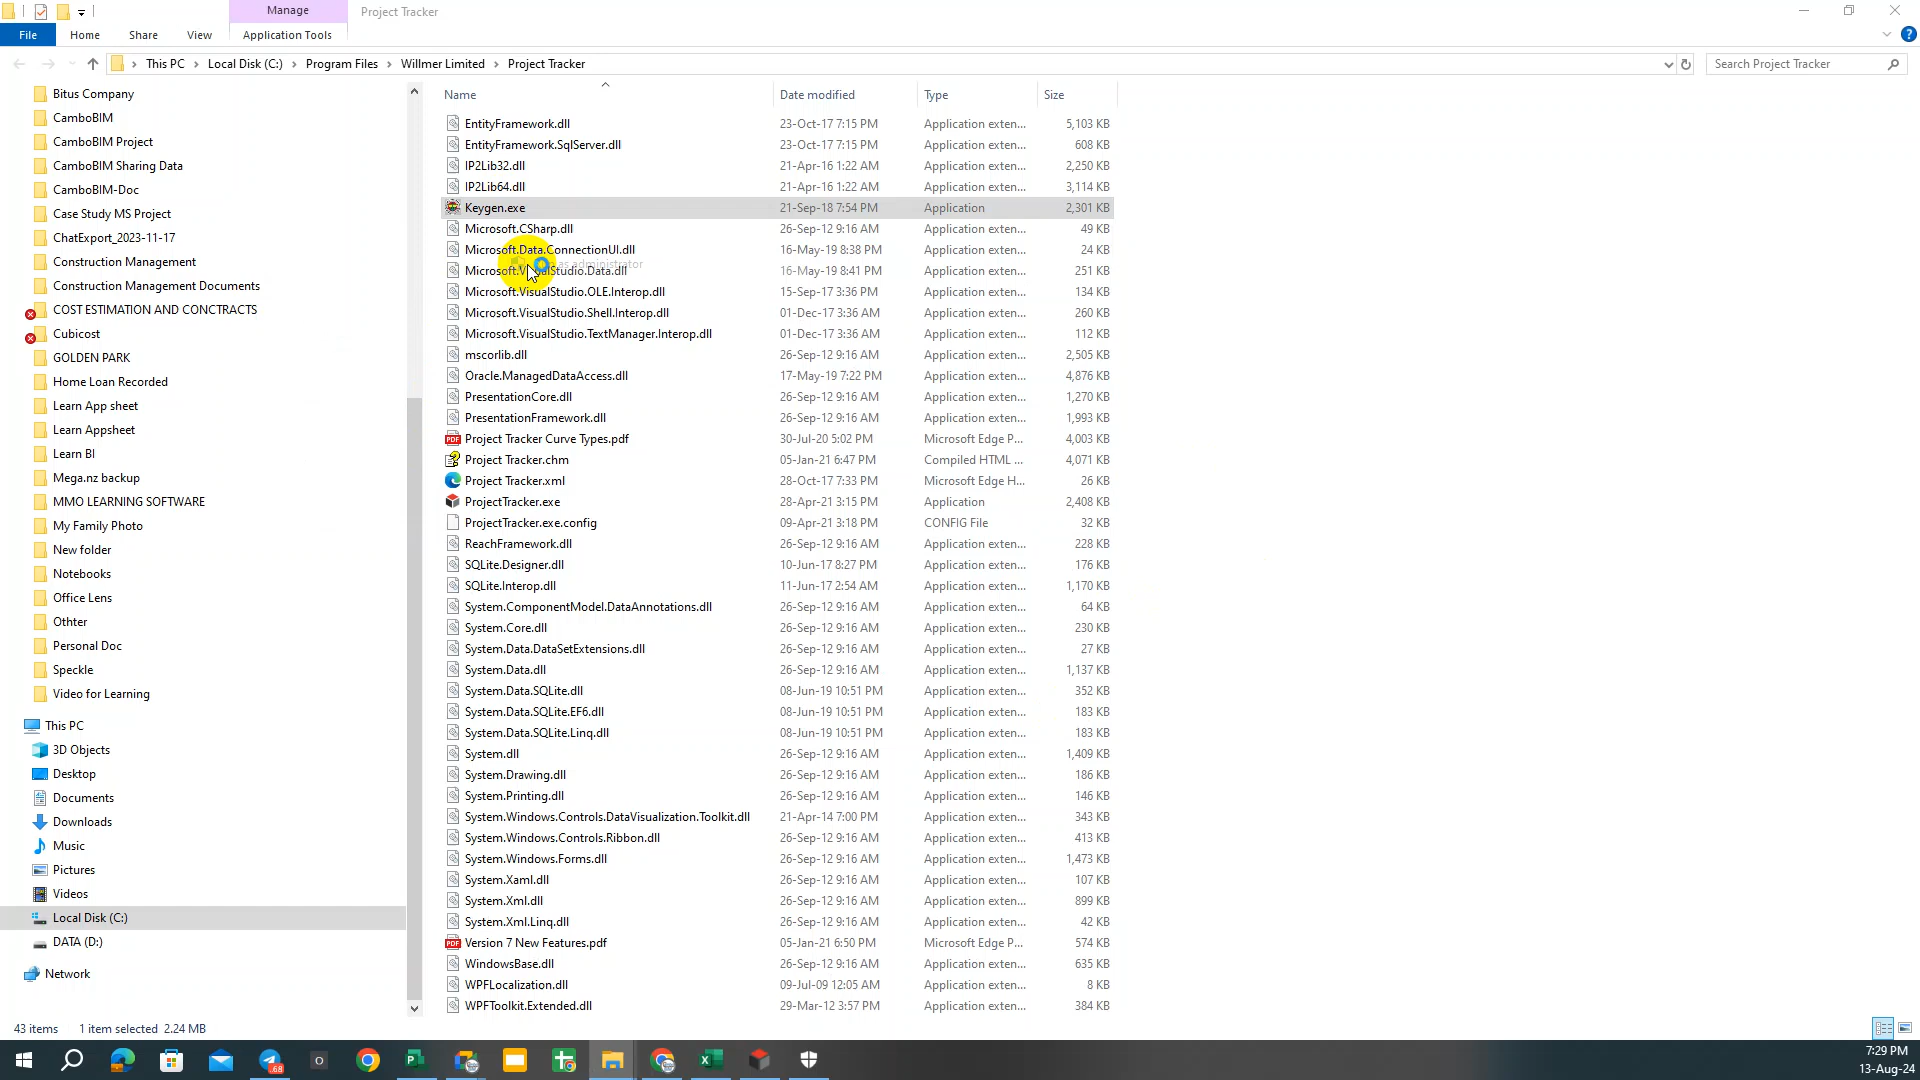 Manage
Project Tracker
File
Home
Share
View
Application Tools
This PC
Local Disk (C:)
Program Files
Willmer Limited
Project Tracker
Search Project Tracker
Bitus Company
CamboBIM
CamboBIM Project
CamboBIM Sharing Data
CamboBIM-Doc
Case Study MS Project
ChatExport_2023-11-17
Construction Management
Construction Management Documents
COST ESTIMATION AND CONCTRACTS
Cubicost
GOLDEN PARK
Home Loan Recorded
Learn App sheet
Learn Appsheet
Learn BI
Mega.nz backup
MMO LEARNING SOFTWARE
My Family Photo
New folder
Notebooks
Office Lens
Othter
Personal Doc
Speckle
Video for Learning
This PC
3D Objects
Desktop
Documents
Downloads
Music
Pictures
Videos
Local Disk (C:)
DATA (D:)
Network
Name Date modified Type Size
EntityFramework.dll 23-Oct-17 7:15 PM Application exten... 5,103 KB
EntityFramework.SqlServer.dll 23-Oct-17 7:15 PM Application exten... 608 KB
IP2Lib32.dll 21-Apr-16 1:22 AM Application exten... 2,250 KB
IP2Lib64.dll 21-Apr-16 1:22 AM Application exten... 3,114 KB
Keygen.exe 21-Sep-18 7:54 PM Application 2,301 KB
Microsoft.CSharp.dll 26-Sep-12 9:16 AM Application exten... 49 KB
Microsoft.Data.ConnectionUI.dll 16-May-19 8:38 PM Application exten... 24 KB
as administrator
Microsoft.VisualStudio.Data.dll 16-May-19 8:41 PM Application exten... 251 KB
Microsoft.VisualStudio.OLE.Interop.dll 15-Sep-17 3:36 PM Application exten... 134 KB
Microsoft.VisualStudio.Shell.Interop.dll 01-Dec-17 3:36 AM Application exten... 260 KB
Microsoft.VisualStudio.TextManager.Interop.dll 01-Dec-17 3:36 AM Application exten... 112 KB
mscorlib.dll 26-Sep-12 9:16 AM Application exten... 2,505 KB
Oracle.ManagedDataAccess.dll 17-May-19 7:22 PM Application exten... 4,876 KB
PresentationCore.dll 26-Sep-12 9:16 AM Application exten... 1,270 KB
PresentationFramework.dll 26-Sep-12 9:16 AM Application exten... 1,993 KB
Project Tracker Curve Types.pdf 30-Jul-20 5:02 PM Microsoft Edge P... 4,003 KB
Project Tracker.chm 05-Jan-21 6:47 PM Compiled HTML ... 4,071 KB
Project Tracker.xml 28-Oct-17 7:33 PM Microsoft Edge H... 26 KB
ProjectTracker.exe 28-Apr-21 3:15 PM Application 2,408 KB
ProjectTracker.exe.config 09-Apr-21 3:18 PM CONFIG File 32 KB
ReachFramework.dll 26-Sep-12 9:16 AM Application exten... 228 KB
SQLite.Designer.dll 10-Jun-17 8:27 PM Application exten... 176 KB
SQLite.Interop.dll 11-Jun-17 2:54 AM Application exten... 1,170 KB
System.ComponentModel.DataAnnotations.dll 26-Sep-12 9:16 AM Application exten... 64 KB
System.Core.dll 26-Sep-12 9:16 AM Application exten... 230 KB
System.Data.DataSetExtensions.dll 26-Sep-12 9:16 AM Application exten... 27 KB
System.Data.dll 26-Sep-12 9:16 AM Application exten... 1,137 KB
System.Data.SQLite.dll 08-Jun-19 10:51 PM Application exten... 352 KB
System.Data.SQLite.EF6.dll 08-Jun-19 10:51 PM Application exten... 183 KB
System.Data.SQLite.Linq.dll 08-Jun-19 10:51 PM Application exten... 183 KB
System.dll 26-Sep-12 9:16 AM Application exten... 1,409 KB
System.Drawing.dll 26-Sep-12 9:16 AM Application exten... 186 KB
System.Printing.dll 26-Sep-12 9:16 AM Application exten... 146 KB
System.Windows.Controls.DataVisualization.Toolkit.dll 21-Apr-14 7:00 PM Application exten... 343 KB
System.Windows.Controls.Ribbon.dll 26-Sep-12 9:16 AM Application exten... 413 KB
System.Windows.Forms.dll 26-Sep-12 9:16 AM Application exten... 1,473 KB
System.Xaml.dll 26-Sep-12 9:16 AM Application exten... 107 KB
System.Xml.dll 26-Sep-12 9:16 AM Application exten... 899 KB
System.Xml.Linq.dll 26-Sep-12 9:16 AM Application exten... 42 KB
Version 7 New Features.pdf 05-Jan-21 6:50 PM Microsoft Edge P... 574 KB
WindowsBase.dll 26-Sep-12 9:16 AM Application exten... 635 KB
WPFLocalization.dll 09-Jul-09 12:05 AM Application exten... 8 KB
WPFToolkit.Extended.dll 29-Mar-12 3:57 PM Application exten... 384 KB
43 items 1 item selected 2.24 MB
7:29 PM
13-Aug-24